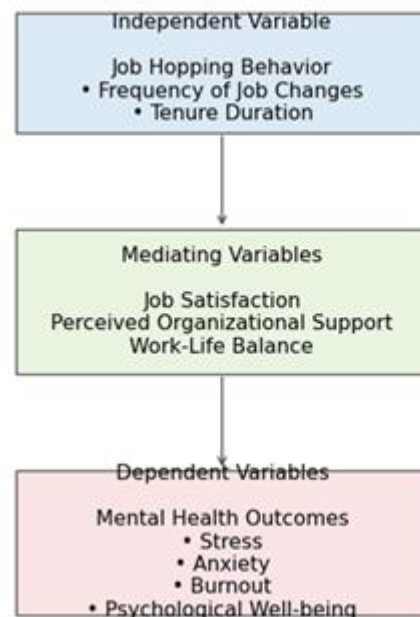 Independent Variable
Job Hopping Behavior
• Frequency of Job Changes
• Tenure Duration
Mediating Variables
Job Satisfaction
Perceived Organizational Support
Work-Life Balance
Dependent Variables
Mental Health Outcomes
• Stress
• Anxiety
• Burnout
• Psychological Well-being